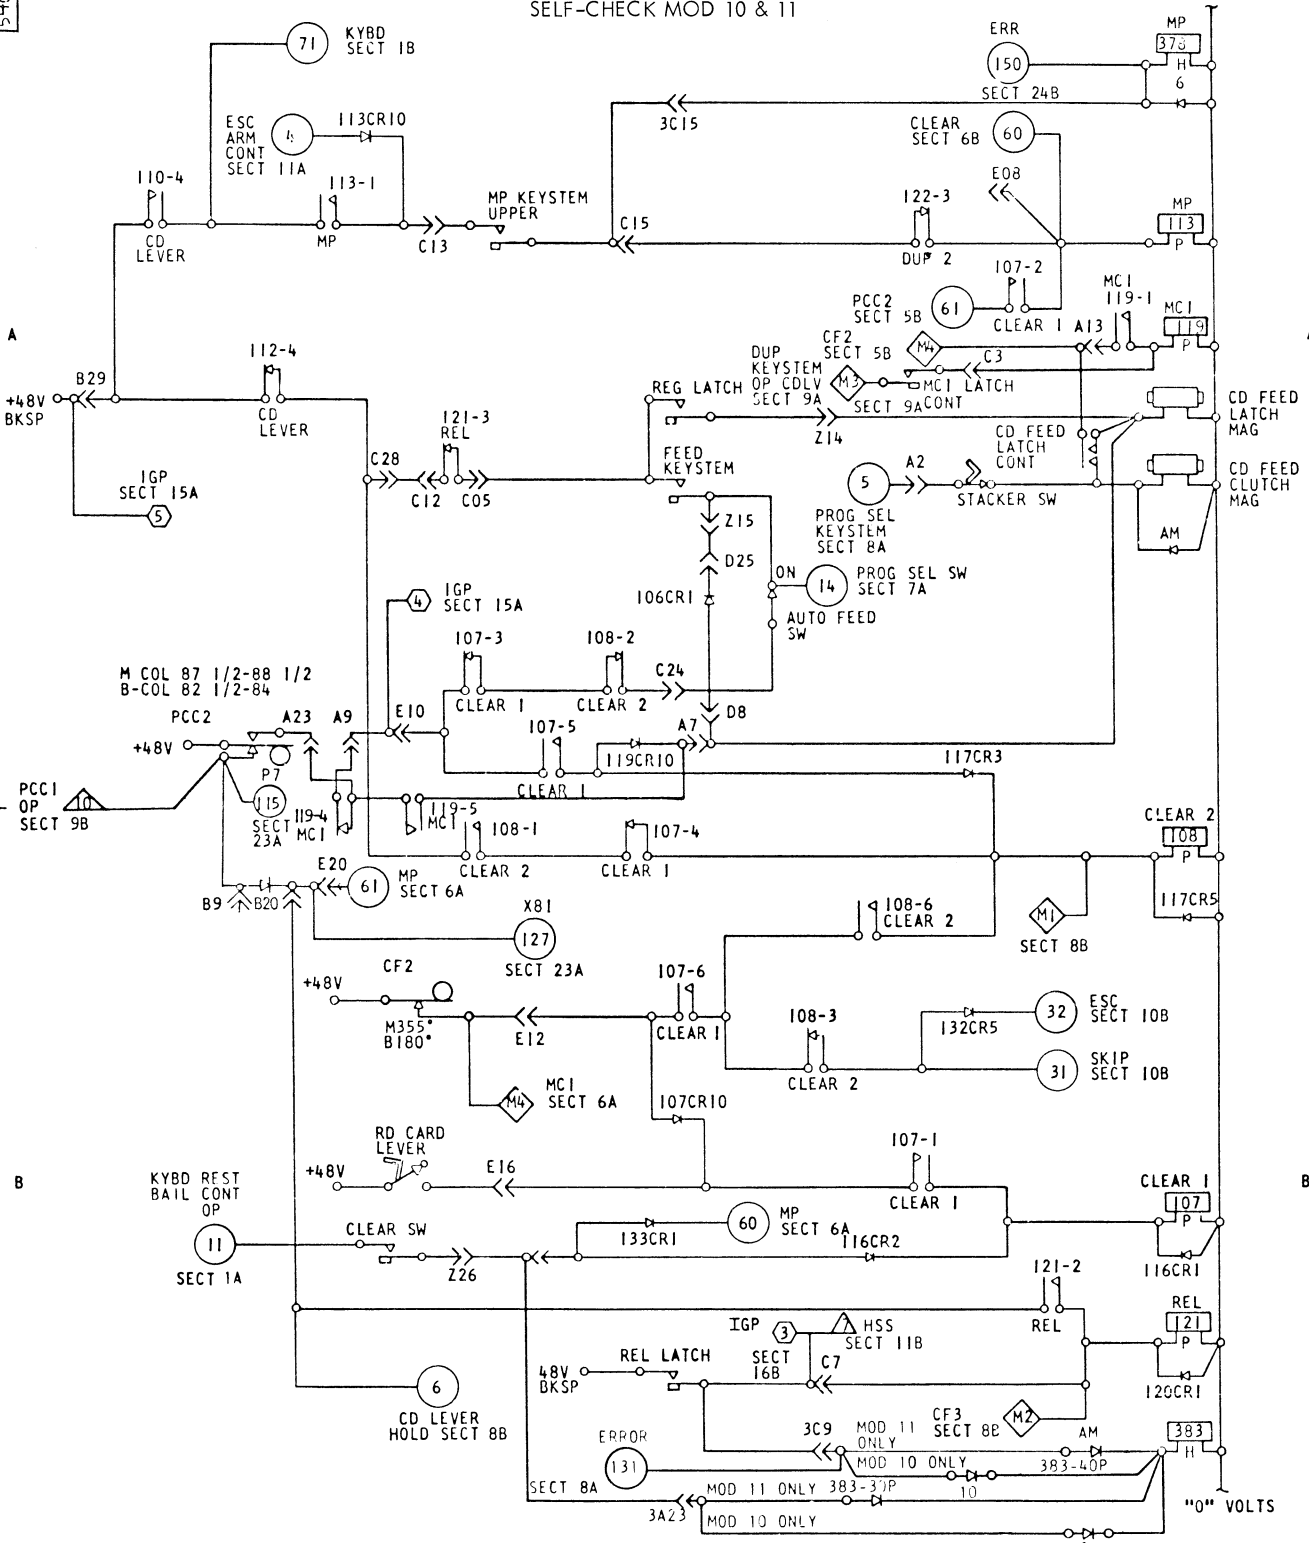 SELF-CHECK MOD 10 & 11
71
KYBD
SECT 1B
ERR
150
SECT 24B
MP
378
H
6
3C15
ESC
ARM
CONT
SECT 11A
4
113CR10
CLEAR
SECT 6B
60
E08
110-4
CD
LEVER
113-1
MP
C13
MP KEYSTEM
UPPER
C15
122-3
DUP 2
MP
113
P
107-2
CLEAR 1
PCC2
SECT 5B
61
MC1
119-1
A13
MC1
119
P
A
CF2
SECT 5B
M4
C3
DUP
KEYSTEM
OP CDLV
SECT 9A
M3
SECT 9A
MC1 LATCH
CONT
112-4
CD
LEVER
B29
+48V
BKSP
REG LATCH
Z14
CD FEED
LATCH
MAG
121-3
REL
C28
C12
C05
FEED
KEYSTEM
CD FEED
LATCH
CONT
A2
5
STACKER SW
PROG SEL
KEYSTEM
SECT 8A
CD FEED
CLUTCH
MAG
AM
IGP
SECT 15A
5
Z15
D25
106CR1
ON
14
PROG SEL SW
SECT 7A
AUTO FEED
SW
4
IGP
SECT 15A
107-3
CLEAR 1
108-2
CLEAR 2
C24
M COL 87 1/2-88 1/2
B-COL 82 1/2-84
PCC2
A23
A9
E10
+48V
P7
107-5
CLEAR 1
119CR10
A7
D8
117CR3
PCC1
OP
SECT 9B
10
115
SECT
23A
119-4
MC1
119-5
MC1
108-1
CLEAR 2
107-4
CLEAR 1
CLEAR 2
108
P
B9
B20
E20
61
MP
SECT 6A
117CR5
X81
127
SECT 23A
108-6
CLEAR 2
M1
SECT 8B
CF2
+48V
M355°
B180°
E12
107-6
CLEAR 1
108-3
CLEAR 2
132CR5
32
ESC
SECT 10B
31
SKIP
SECT 10B
M4
MC1
SECT 6A
107CR10
RD CARD
LEVER
+48V
E16
107-1
CLEAR 1
B
B
KYBD REST
BAIL CONT
OP
11
SECT 1A
CLEAR SW
Z26
133CR1
60
MP
SECT 6A
116CR2
CLEAR 1
107
P
116CR1
121-2
REL
REL
121
P
120CR1
IGP
3
SECT
16B
7
HSS
SECT 11B
C7
REL LATCH
48V
BKSP
6
CD LEVER
HOLD SECT 8B
CF3
SECT 8B
M2
ERROR
131
3C9
MOD 11
ONLY
AM
383-40P
383
H
MOD 10 ONLY
10
SECT 8A
3A23
MOD 11 ONLY
MOD 10 ONLY
"0" VOLTS